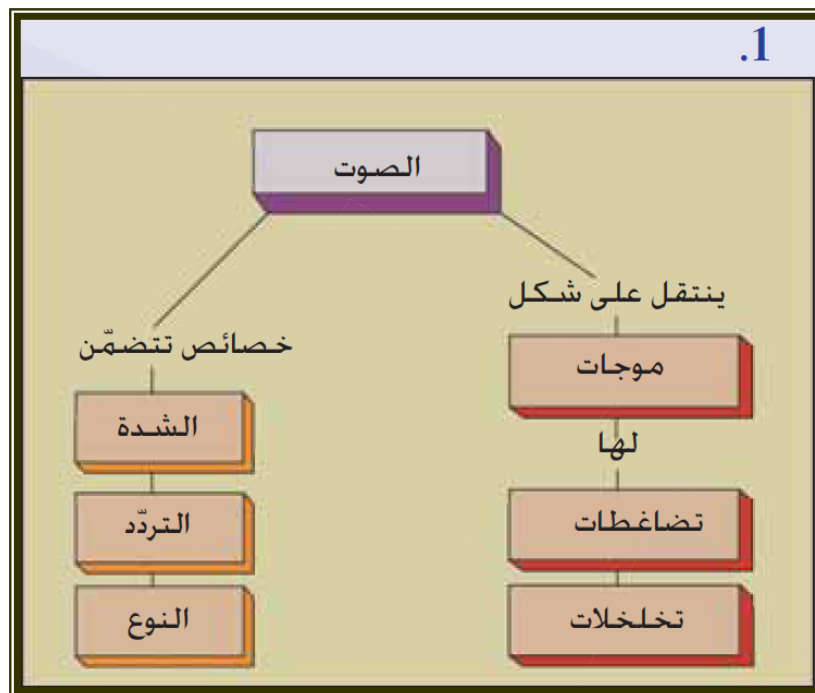 .1
الصوت
ينتقل على شكل
موجات
لها
تضاغطات
تخلخلات
خصائص تتضمّن
الشدة
التردّد
النوع